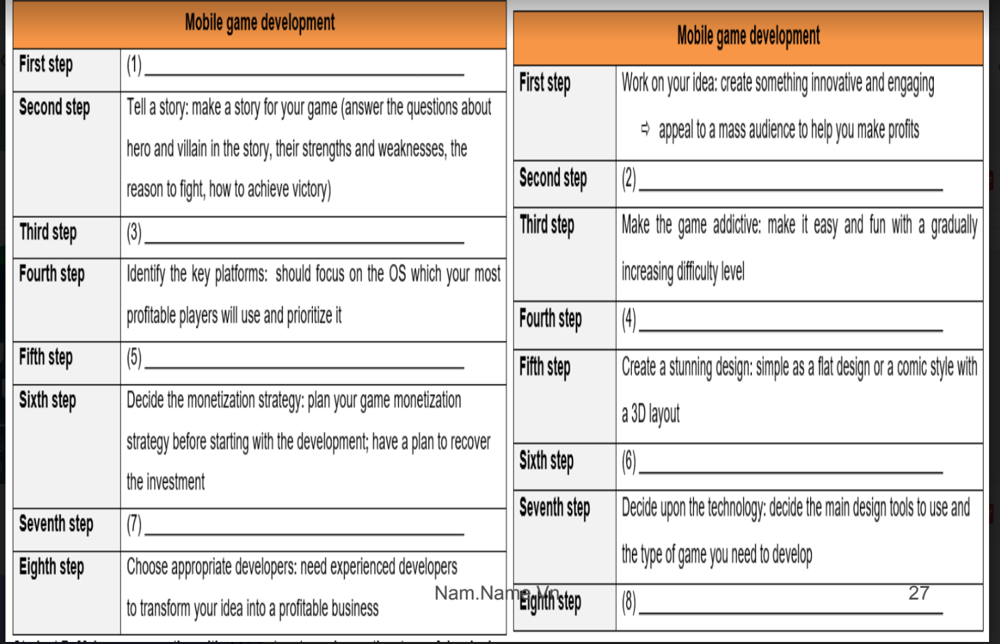 Mobile game development
First step (1)
Second step Tell a story: make a story for your game (answer the questions about
hero and villain in the story, their strengths and weaknesses, the
reason to fight, how to achieve victory)
Third step (3)
Fourth step Identify the key platforms: should focus on the OS which your most
profitable players will use and prioritize it
Fifth step (5)
Sixth step Decide the monetization strategy: plan your game monetization
strategy before starting with the development; have a plan to recover
the investment
Seventh step (7)
Eighth step Choose appropriate developers: need experienced developers
to transform your idea into a profitable business
Mobile game development
First step Work on your idea: create something innovative and engaging
⇨ appeal to a mass audience to help you make profits
Second step (2)
Third step Make the game addictive: make it easy and fun with a gradually
increasing difficulty level
Fourth step (4)
Fifth step Create a stunning design: simple as a flat design or a comic style with
a 3D layout
Sixth step (6)
Seventh step Decide upon the technology: decide the main design tools to use and
the type of game you need to develop
Eighth step (8)
Nam.Name.Vn
27